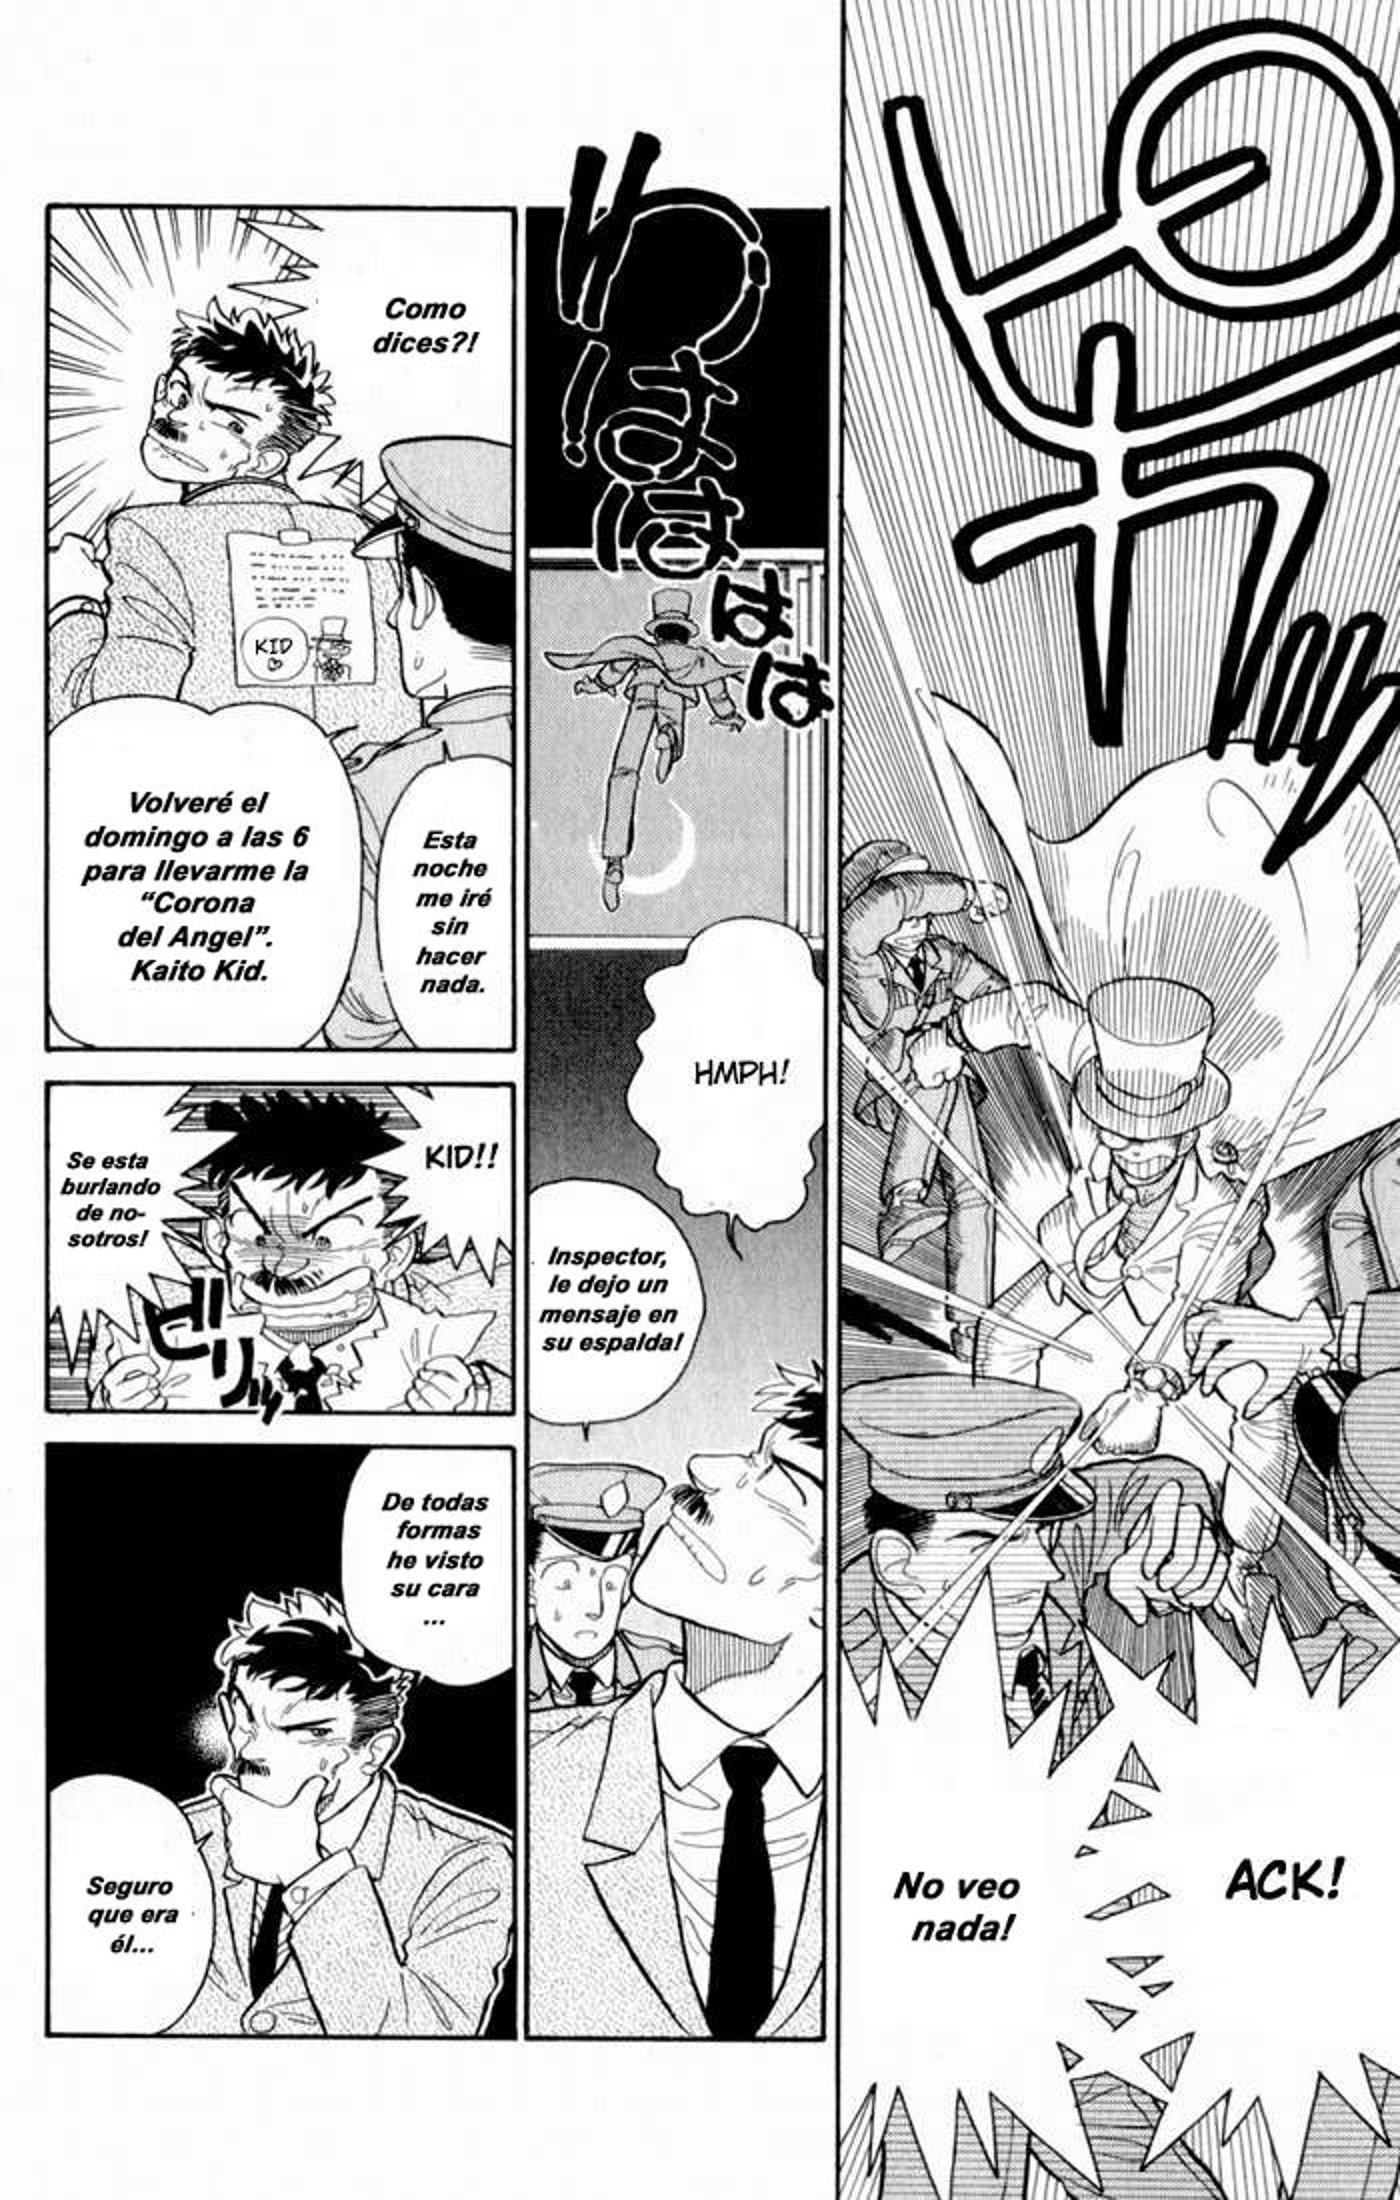 ピカッ
ACK!
No veo
nada!
わはははは
HMPH!
Inspector,
le dejo un
mensaje en
su espalda!
Como
dices?!
KID
Esta
noche
me iré
sin
hacer
nada.
Volveré el
domingo a las 6
para llevarme la
“Corona
del Angel”.
Kaito Kid.
KID!!
Se esta
burlando
de no-
sotros!
ビリッ
De todas
formas
he visto
su cara
...
Seguro
que era
él...